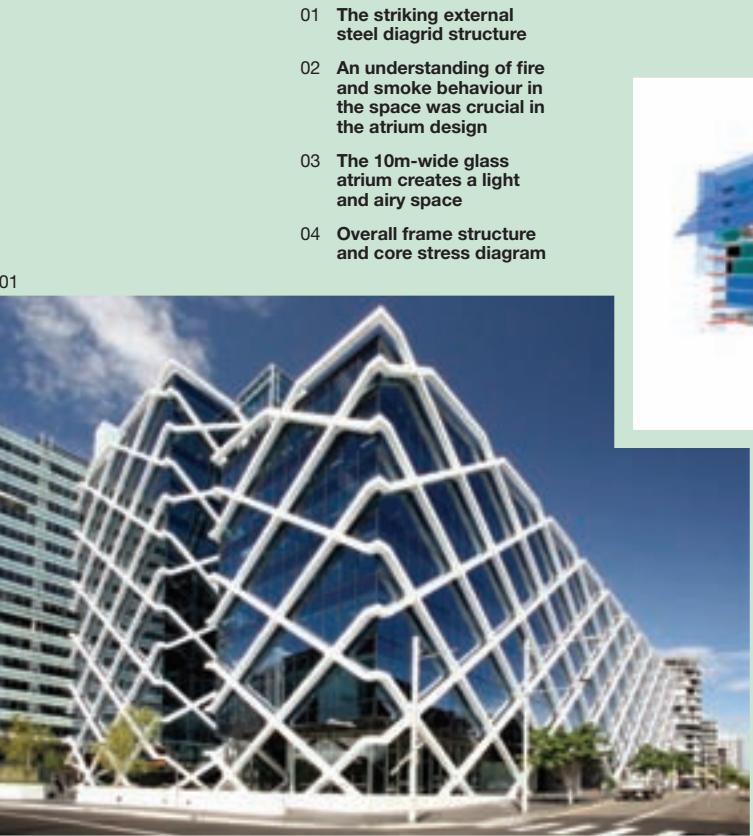 01 The striking external
steel diagrid structure
02 An understanding of fire
and smoke behaviour in
the space was crucial in
the atrium design
03 The 10m-wide glass
atrium creates a light
and airy space
04 Overall frame structure
and core stress diagram
01